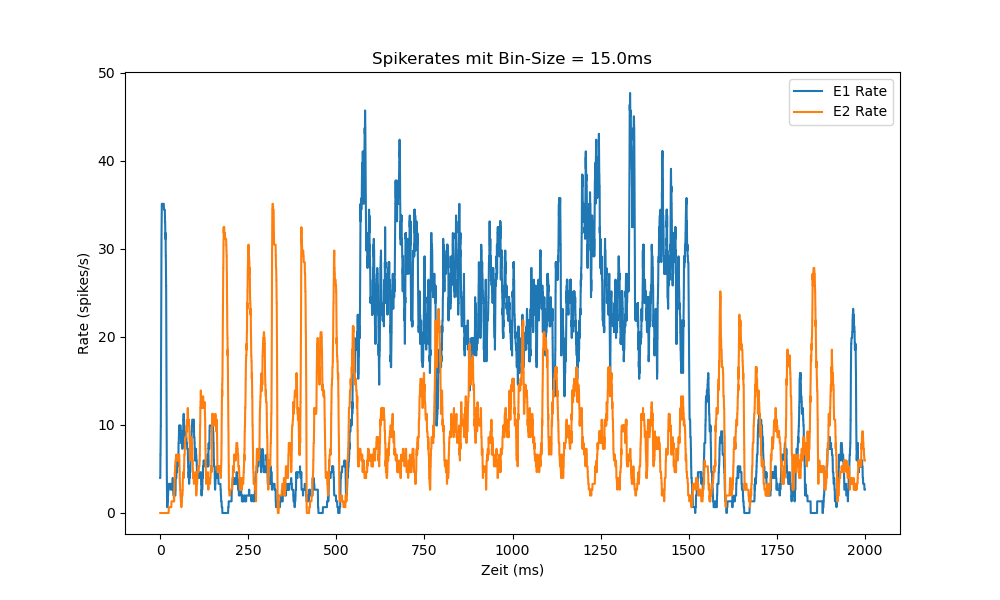 Spikerates mit Bin-Size = 15.0ms
E1 Rate
E2 Rate
Rate (spikes/s)
50
40
30
20
10
0
0 250 500 750 1000 1250 1500 1750 2000
Zeit (ms)